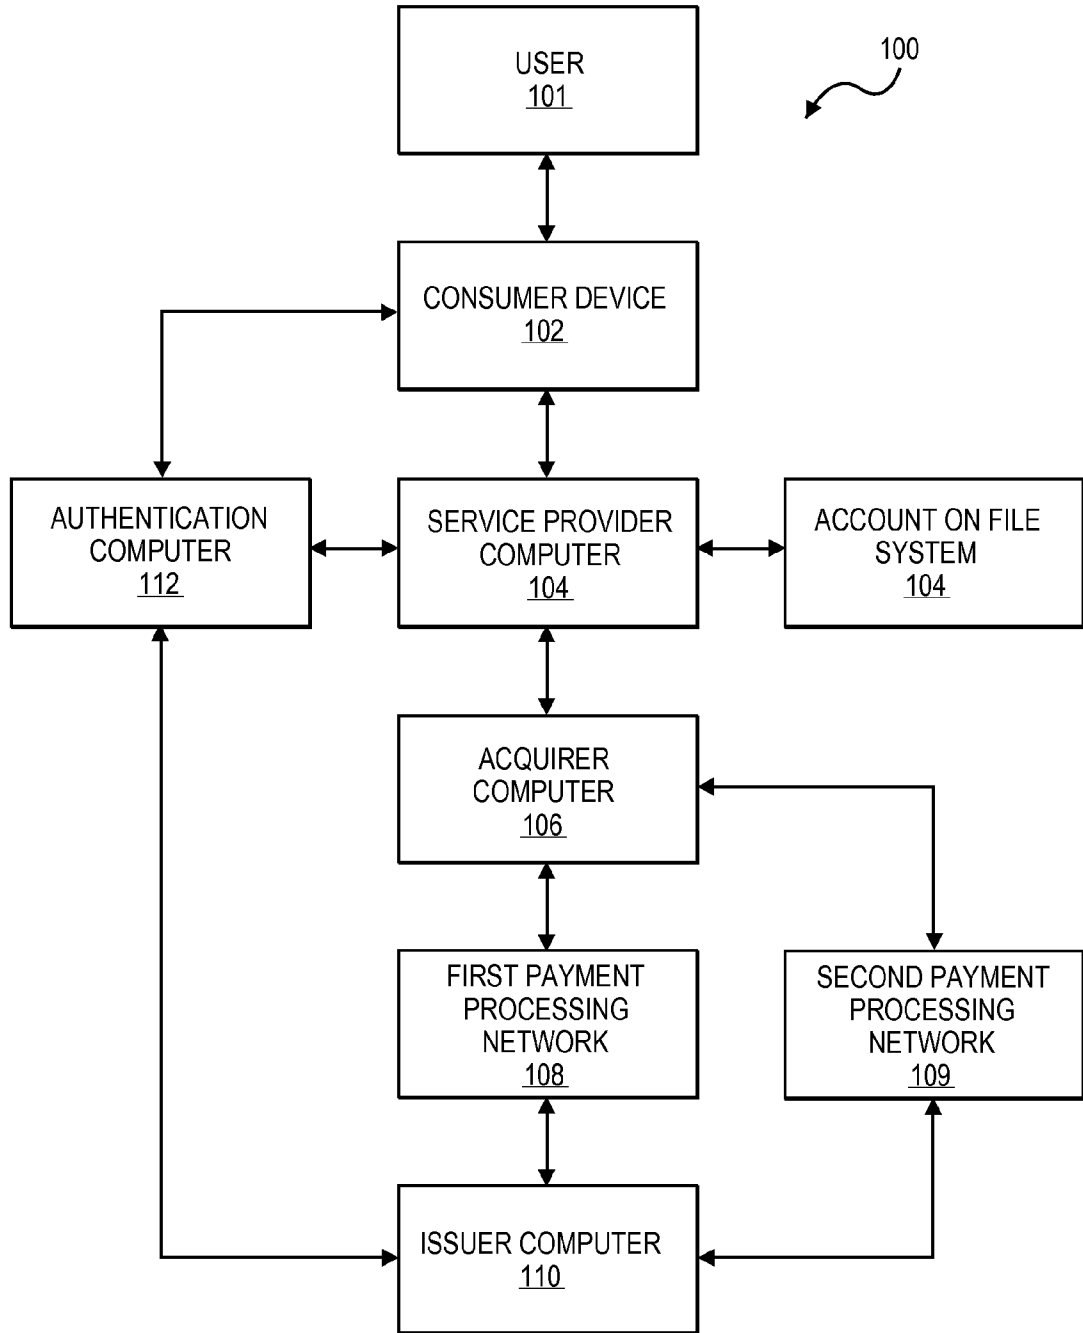 USER
101
100
CONSUMER DEVICE
102
AUTHENTICATION
COMPUTER
112
SERVICE PROVIDER
COMPUTER
104
ACCOUNT ON FILE
SYSTEM
104
ACQUIRER
COMPUTER
106
FIRST PAYMENT
PROCESSING
NETWORK
108
SECOND PAYMENT
PROCESSING
NETWORK
109
ISSUER COMPUTER
110